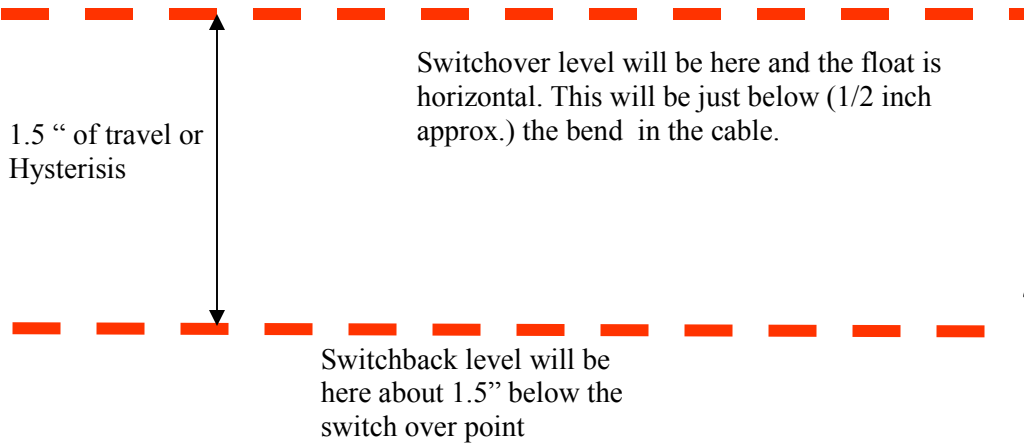 Switchover level will be here and the float is
horizontal. This will be just below (1/2 inch
approx.) the bend  in the cable.
1.5 “ of travel or
Hysterisis
Switchback level will be
here about 1.5” below the
switch over point